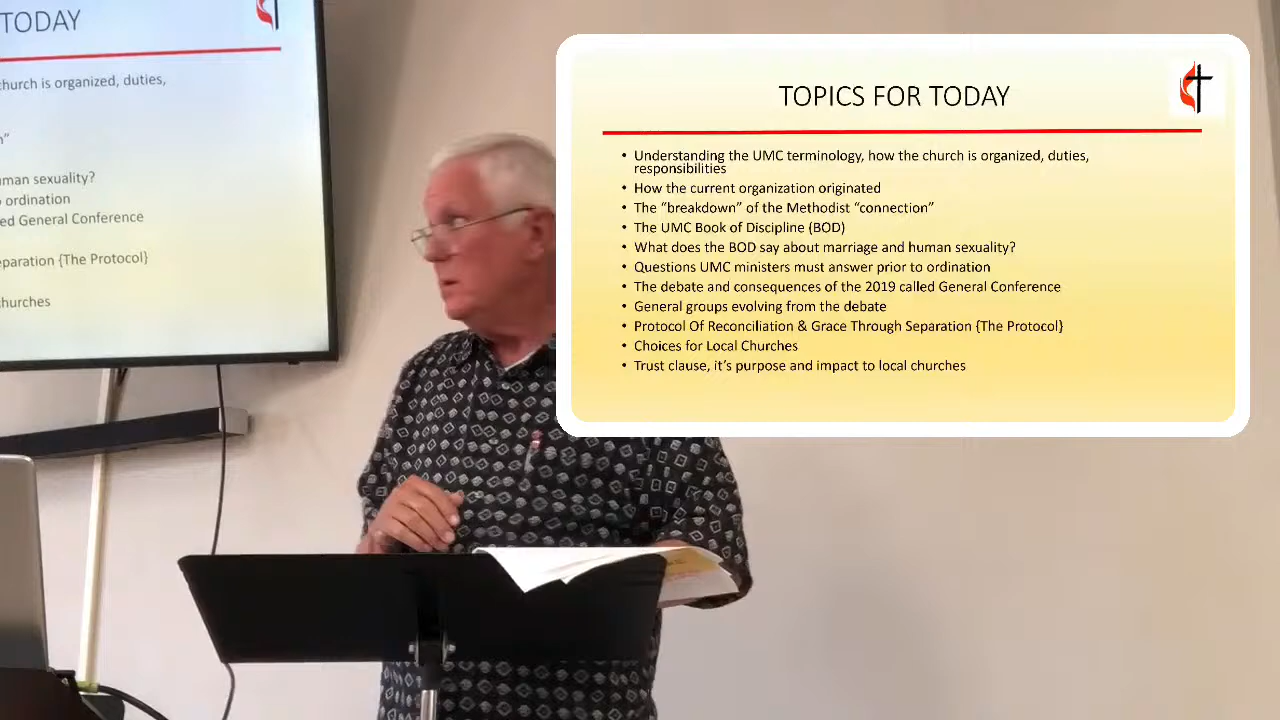 TODAY
church is organized, duties,
man sexuality?
ordination
ed General Conference
eparation {The Protocol}
churches
TOPICS FOR TODAY
• Understanding the UMC terminology, how the church is organized, duties,
responsibilities
• How the current organization originated
• The “breakdown” of the Methodist “connection”
• The UMC Book of Discipline (BOD)
• What does the BOD say about marriage and human sexuality?
• Questions UMC ministers must answer prior to ordination
• The debate and consequences of the 2019 called General Conference
• General groups evolving from the debate
• Protocol Of Reconciliation & Grace Through Separation {The Protocol}
• Choices for Local Churches
• Trust clause, it’s purpose and impact to local churches